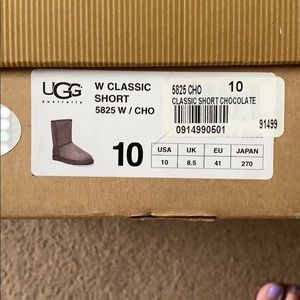 UGG
australia
W CLASSIC
SHORT
5825 W / CHO
10
5825 CHO 10
CLASSIC SHORT CHOCOLATE
0914990501
91499
USA UK EU JAPAN
10 8.5 41 270